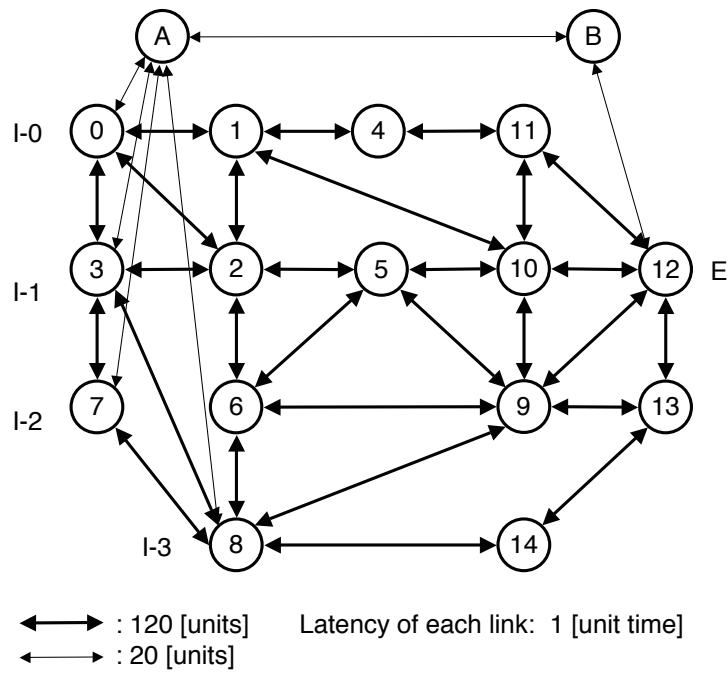 A B
I-0 0 1 4 11
I-1 3 2 5 10 12 E
I-2 7 6 9 13
I-3 8 14
: 120 [units] Latency of each link: 1 [unit time]
: 20 [units]